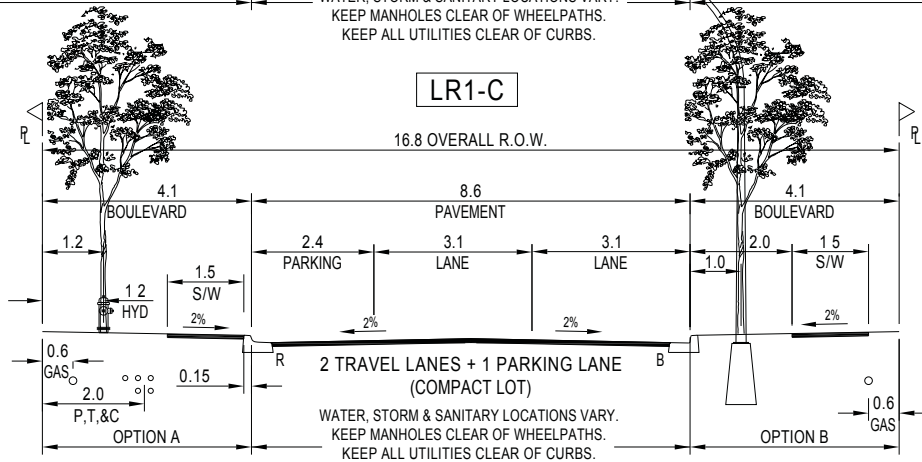 WATER, STORM & SANITARY LOCATIONS VARY.
KEEP MANHOLES CLEAR OF WHEELPATHS.
KEEP ALL UTILITIES CLEAR OF CURBS.
LR1-C
PL
PL
16.8 OVERALL R.O.W.
4.1
8.6
4.1
BOULEVARD
PAVEMENT
BOULEVARD
1.2
2.4
3.1
3.1
2.0
1 5
PARKING
LANE
LANE
S/W
1.5
1.0
S/W
1 2
HYD
2%
2%
2%
2%
0.6
GAS
R
2 TRAVEL LANES + 1 PARKING LANE
B
(COMPACT LOT)
0.15
2.0
P,T,&C
0.6
GAS
WATER, STORM & SANITARY LOCATIONS VARY.
OPTION A
KEEP MANHOLES CLEAR OF WHEELPATHS.
OPTION B
KEEP ALL UTILITIES CLEAR OF CURBS.